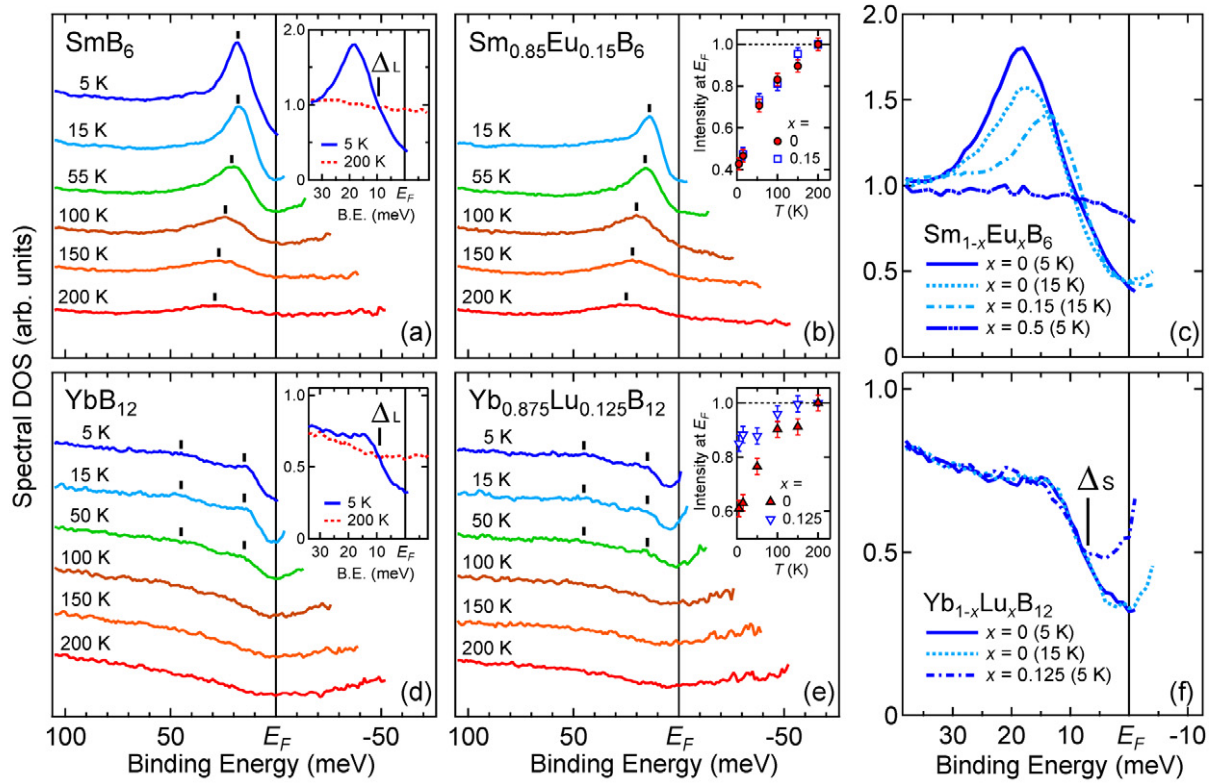 Spectral DOS (arb. units)
SmB6
5 K
15 K
55 K
100 K
150 K
200 K
(a)
1.0
2.0
0.0
ΔL
5 K
200 K
30
20
10
EF
B.E. (meV)
Sm0.85Eu0.15B6
15 K
55 K
100 K
150 K
200 K
(b)
Intensity at EF
1.0
0.8
0.6
0.4
x =
0
0.15
0
100
200
T (K)
2.0
1.5
1.0
0.5
0
Sm1-xEuxB6
x = 0 (5 K)
x = 0 (15 K)
x = 0.15 (15 K)
x = 0.5 (5 K)
(c)
YbB12
5 K
15 K
50 K
100 K
150 K
200 K
(d)
1.0
0.5
0.0
ΔL
5 K
200 K
30
20
10
EF
B.E. (meV)
100
50
EF
-50
Binding Energy (meV)
Yb0.875Lu0.125B12
5 K
15 K
50 K
100 K
150 K
200 K
(e)
Intensity at EF
1.0
0.8
0.6
x =
0
0.125
0
100
200
T (K)
100
50
EF
-50
Binding Energy (meV)
1.0
0.5
0
ΔS
Yb1-xLuxB12
x = 0 (5 K)
x = 0 (15 K)
x = 0.125 (5 K)
(f)
30
20
10
EF
-10
Binding Energy (meV)